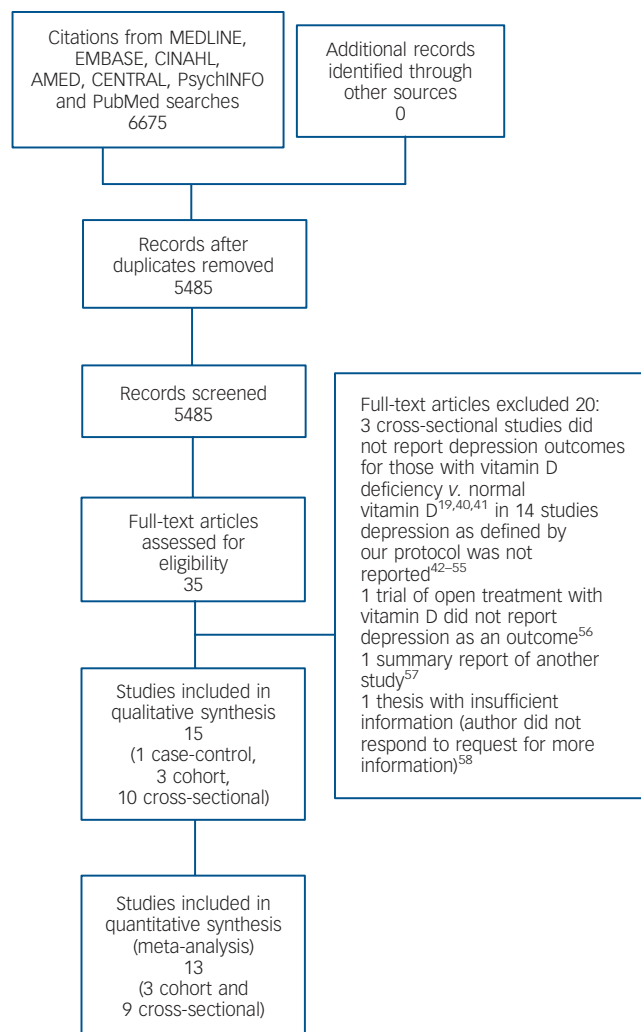 Citations from MEDLINE,
EMBASE, CINAHL,
AMED, CENTRAL, PsychINFO
and PubMed searches
6675
Additional records
identified through
other sources
0
Records after
duplicates removed
5485
Records screened
5485
Full-text articles
assessed for
eligibility
35
Full-text articles excluded 20:
3 cross-sectional studies did
not report depression outcomes
for those with vitamin D
deficiency v. normal
vitamin D19,40,41 in 14 studies
depression as defined by
our protocol was not
reported42–55
1 trial of open treatment with
vitamin D did not report
depression as an outcome56
1 summary report of another
study57
1 thesis with insufficient
information (author did not
respond to request for more
information)58
Studies included in
qualitative synthesis
15
(1 case-control,
3 cohort,
10 cross-sectional)
Studies included in
quantitative synthesis
(meta-analysis)
13
(3 cohort and
9 cross-sectional)